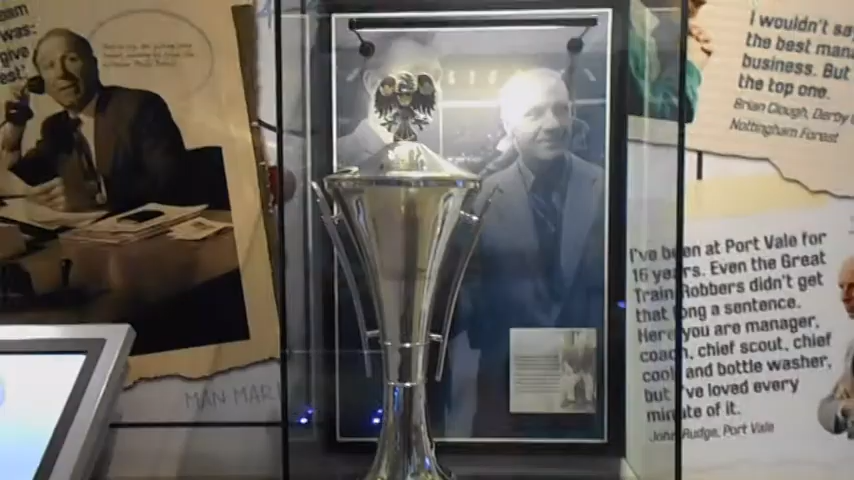 eam
was:
give
est.'
MAN MAR
I wouldn't say
the best man
business. But
the top one.
Brian Clough, Derby
Nottingham Forest
I've been at Port Vale for
16 years. Even the Great
Train Robbers didn't get
that long a sentence.
Here you are manager,
coach, chief scout, chief
cook and bottle washer,
but I've loved every
minute of it.
John Rudge, Port Vale